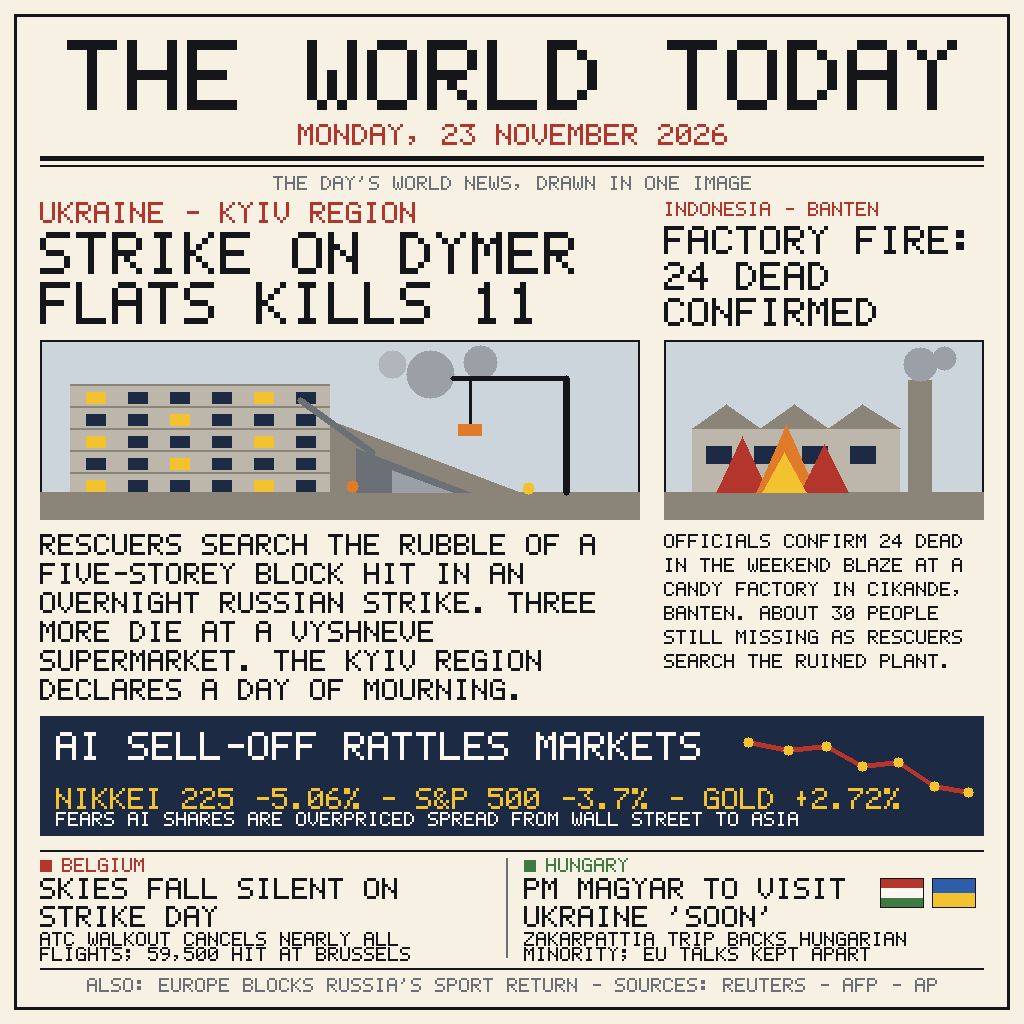 THE WORLD TODAY
MONDAY, 23 NOVEMBER 2026
THE DAY'S WORLD NEWS, DRAWN IN ONE IMAGE
UKRAINE - KYIV REGION
STRIKE ON DYMER
FLATS KILLS 11
RESCUERS SEARCH THE RUBBLE OF A
FIVE-STOREY BLOCK HIT IN AN
OVERNIGHT RUSSIAN STRIKE. THREE
MORE DIE AT A VYSHNEVE
SUPERMARKET. THE KYIV REGION
DECLARES A DAY OF MOURNING.
INDONESIA - BANTEN
FACTORY FIRE:
24 DEAD
CONFIRMED
OFFICIALS CONFIRM 24 DEAD
IN THE WEEKEND BLAZE AT A
CANDY FACTORY IN CIKANDE,
BANTEN. ABOUT 30 PEOPLE
STILL MISSING AS RESCUERS
SEARCH THE RUINED PLANT.
AI SELL-OFF RATTLES MARKETS
NIKKEI 225 -5.06% - S&P 500 -3.7% - GOLD +2.72%
FEARS AI SHARES ARE OVERPRICED SPREAD FROM WALL STREET TO ASIA
BELGIUM
SKIES FALL SILENT ON
STRIKE DAY
ATC WALKOUT CANCELS NEARLY ALL
FLIGHTS; 59,500 HIT AT BRUSSELS
HUNGARY
PM MAGYAR TO VISIT
UKRAINE 'SOON'
ZAKARPATTIA TRIP BACKS HUNGARIAN
MINORITY; EU TALKS KEPT APART
ALSO: EUROPE BLOCKS RUSSIA'S SPORT RETURN - SOURCES: REUTERS - AFP - AP